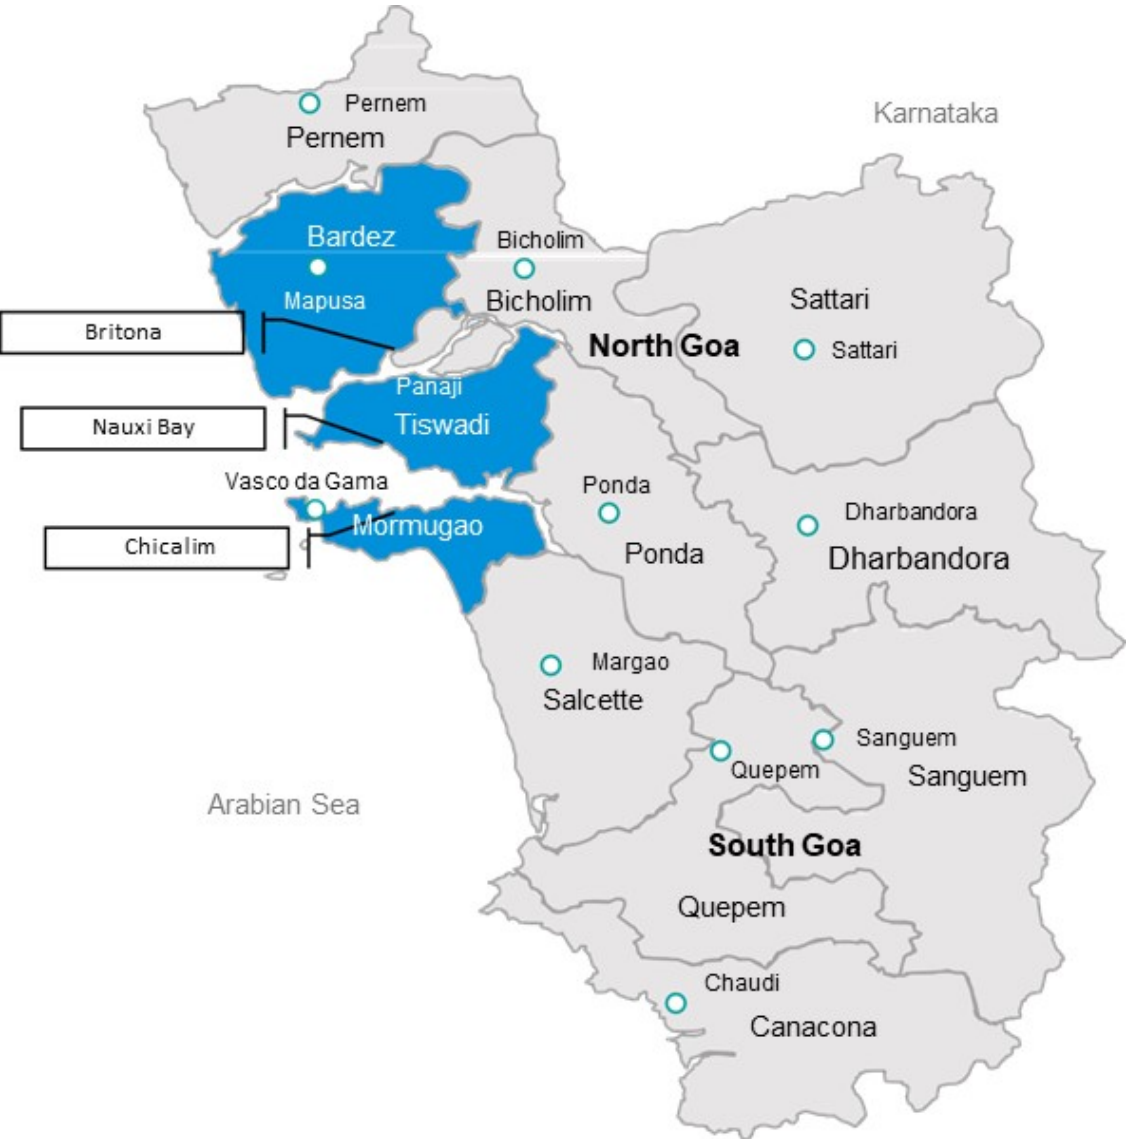 Pernem
Karnataka
Pernem
Bardez
Bicholim
Mapusa
Bicholim
Sattari
Britona
North Goa
Sattari
Panaji
Nauxi Bay
Tiswadi
Vasco da Gama
Ponda
Dharbandora
Mormugao
Chicalim
Ponda
Dharbandora
Margao
Salcette
Sanguem
Quepem
Sanguem
Arabian Sea
South Goa
Quepem
Chaudi
Canacona